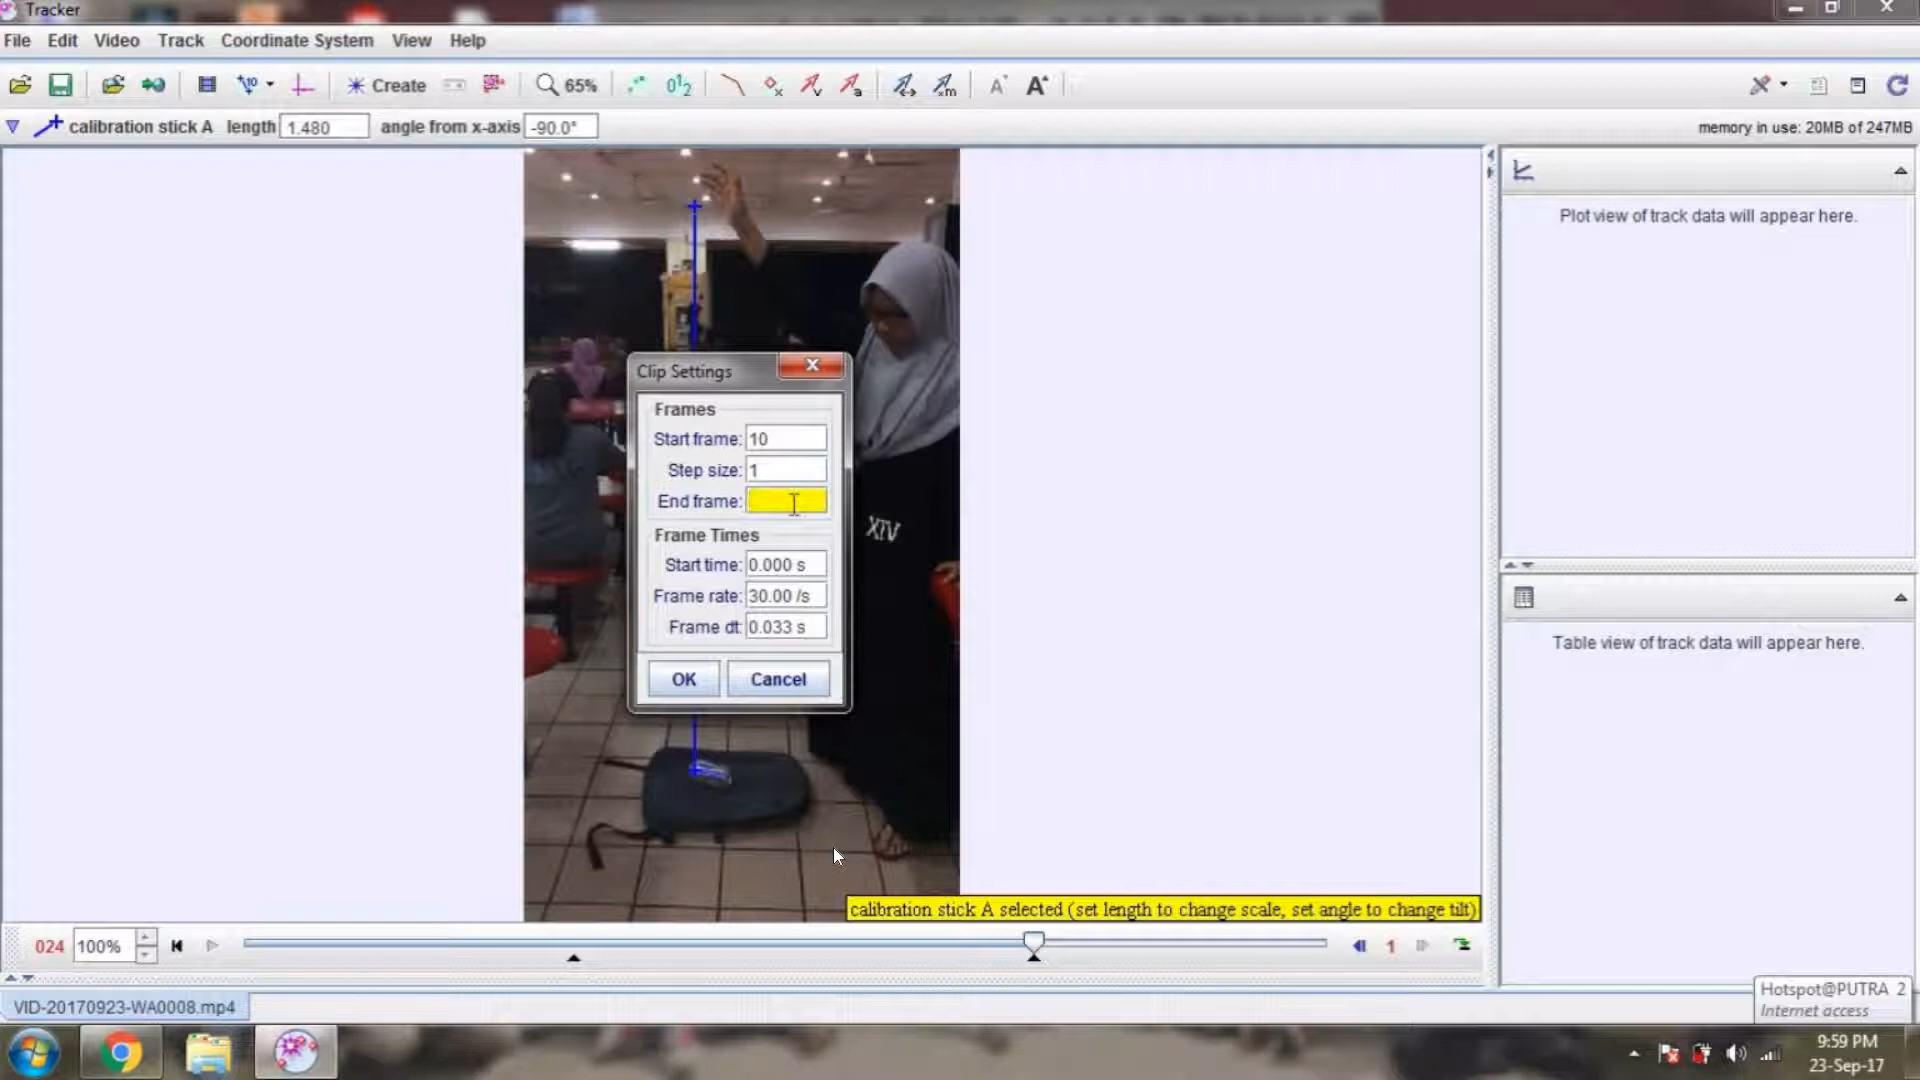 Tracker
File Edit Video Track Coordinate System View Help
Create 65%
calibration stick A length 1.480 angle from x-axis -90.0° memory in use: 20MB of 247MB
Plot view of track data will appear here.
Clip Settings
Frames
Start frame: 10
Step size: 1
End frame:
XIV
Frame Times
Start time: 0.000 s
Frame rate: 30.00 /s
Frame dt: 0.033 s
OK Cancel
Table view of track data will appear here.
calibration stick A selected (set length to change scale, set angle to change tilt)
024 100% 1
VID-20170923-WA0008.mp4
Hotspot@PUTRA 2
Internet access
9:59 PM
23-Sep-17